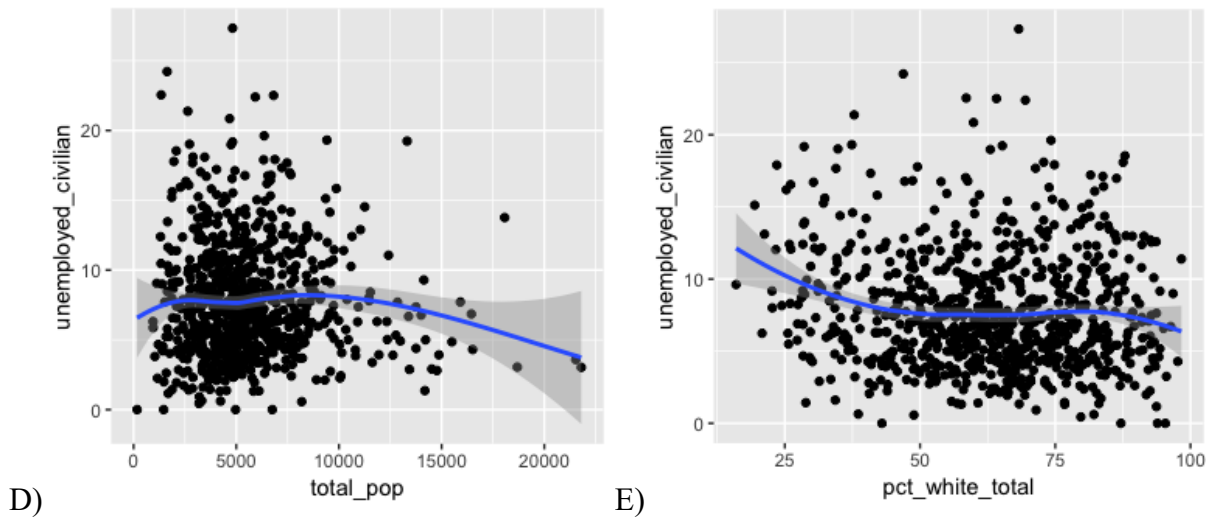 unemployed_civilian
20
10
0
0 5000 10000 15000 20000
total_pop
D)
unemployed_civilian
20
10
0
25 50 75 100
pct_white_total
E)